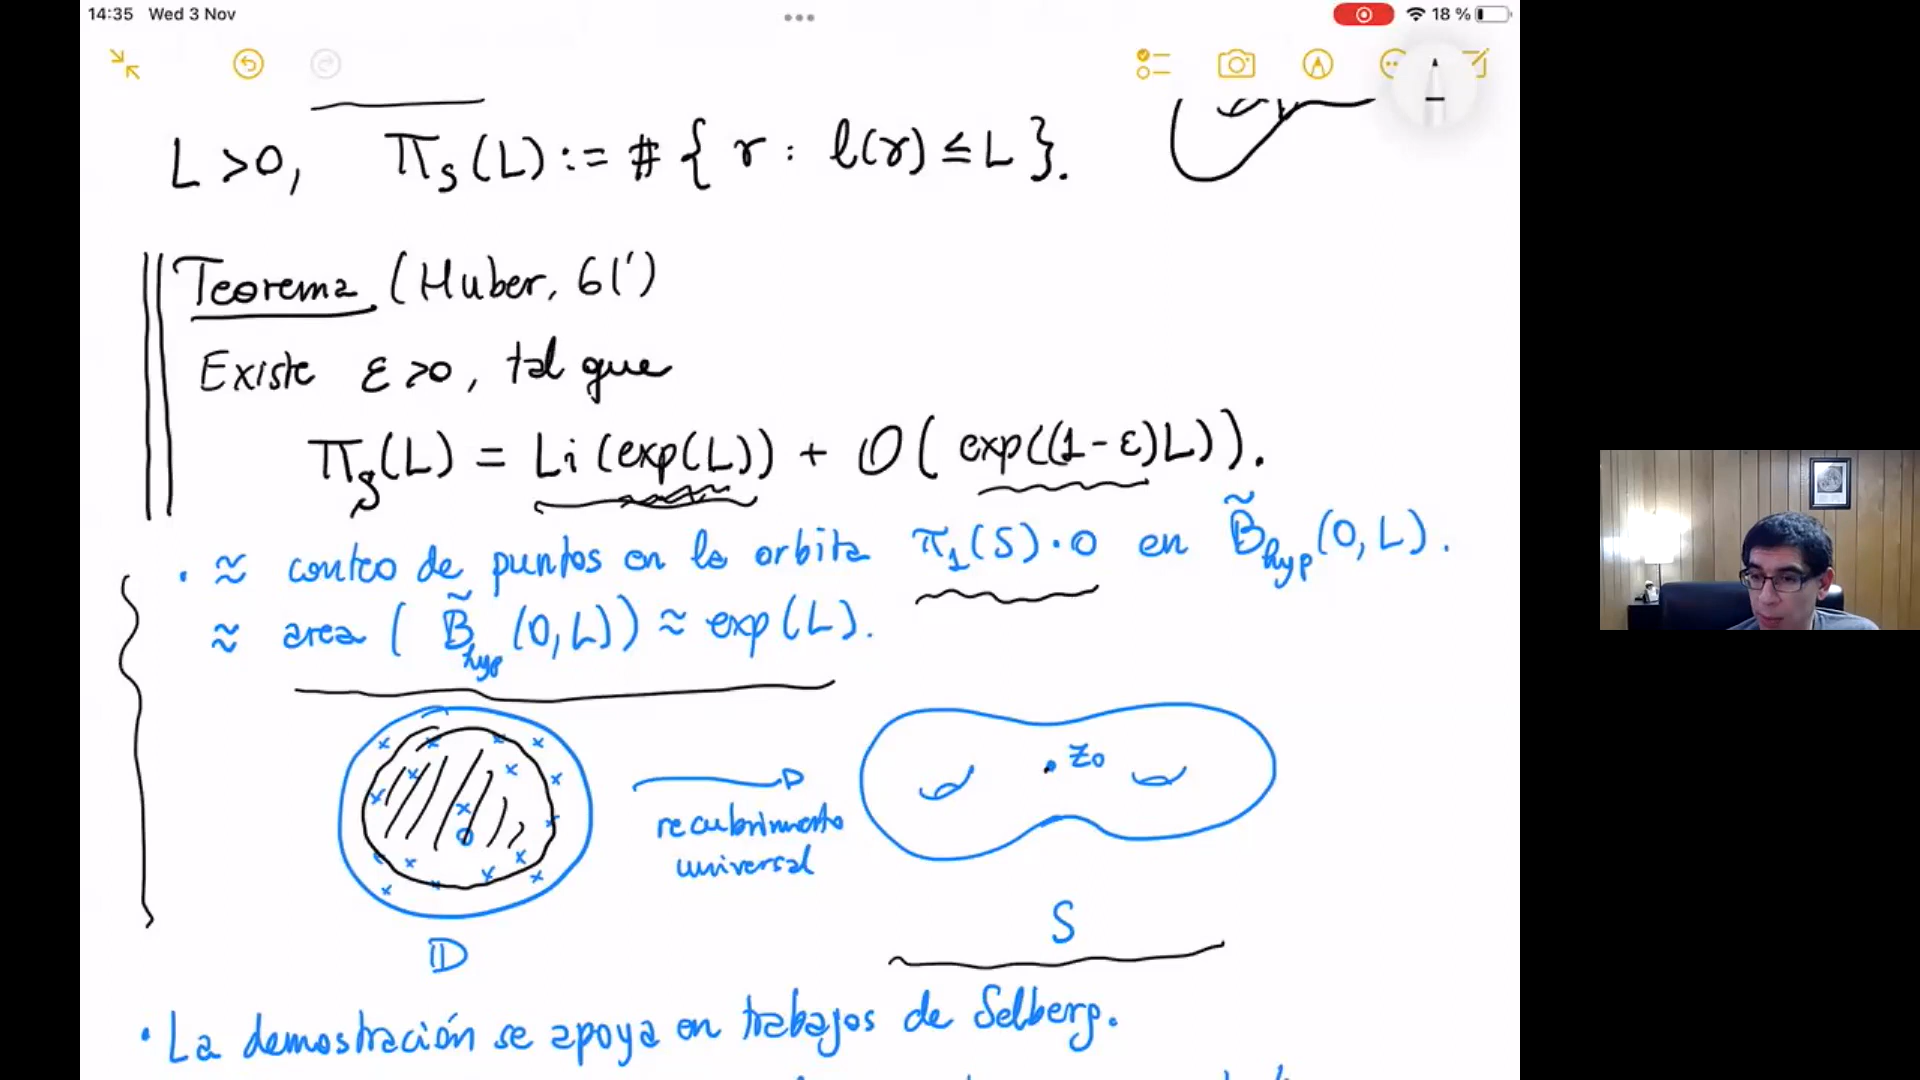 14:35 Wed 3 Nov
18 %
L > 0, Π_S(L) := # { γ : ℓ(γ) ≤ L }.
Teorema (Huber, 61')
Existe ε > 0, tal que
Π_S(L) = Li(exp(L)) + O( exp((1-ε)L) ).
• ≈ conteo de puntos en la orbita π₁(S)·0 en B̃_hyp(0, L).
≈ area ( B̃_hyp (0, L)) ≈ exp(L).
z₀
recubrimiento
universal
0
S
𝔻
• La demostración se apoya en trabajos de Selberg.